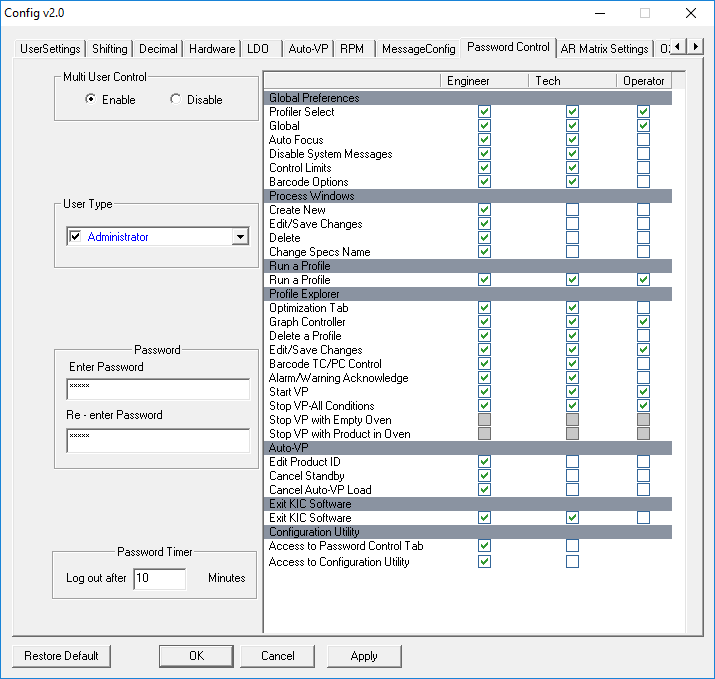 Config v2.0
UserSettings Shifting Decimal Hardware LDO Auto-VP RPM MessageConfig Password Control AR Matrix Settings
Multi User Control
Enable Disable
User Type
Administrator
Password
Enter Password
*****
Re - enter Password
*****
Password Timer
Log out after 10 Minutes
Engineer Tech Operator
Global Preferences
Profiler Select
Global
Auto Focus
Disable System Messages
Control Limits
Barcode Options
Process Windows
Create New
Edit/Save Changes
Delete
Change Specs Name
Run a Profile
Run a Profile
Profile Explorer
Optimization Tab
Graph Controller
Delete a Profile
Edit/Save Changes
Barcode TC/PC Control
Alarm/Warning Acknowledge
Start VP
Stop VP-All Conditions
Stop VP with Empty Oven
Stop VP with Product in Oven
Auto-VP
Edit Product ID
Cancel Standby
Cancel Auto-VP Load
Exit KIC Software
Exit KIC Software
Configuration Utility
Access to Password Control Tab
Access to Configuration Utility
Restore Default OK Cancel Apply